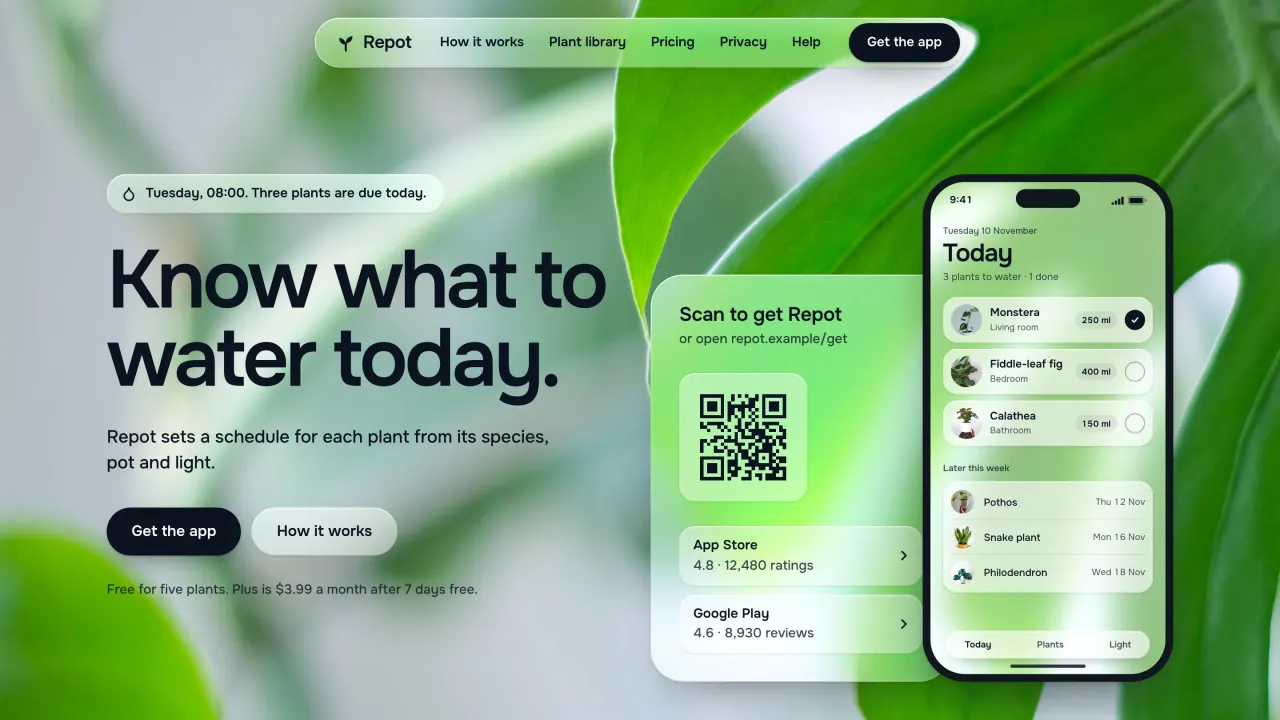 Repot
How it works
Plant library
Pricing
Privacy
Help
Get the app
Tuesday, 08:00. Three plants are due today.
Know what to
water today.
Repot sets a schedule for each plant from its species,
pot and light.
Get the app
How it works
Free for five plants. Plus is $3.99 a month after 7 days free.
Scan to get Repot
or open repot.example/get
App Store
4.8 · 12,480 ratings
Google Play
4.6 · 8,930 reviews
9:41
Tuesday 10 November
Today
3 plants to water · 1 done
Monstera
Living room
250 ml
Fiddle-leaf fig
Bedroom
400 ml
Calathea
Bathroom
150 ml
Later this week
Pothos
Thu 12 Nov
Snake plant
Mon 16 Nov
Philodendron
Wed 18 Nov
Today
Plants
Light